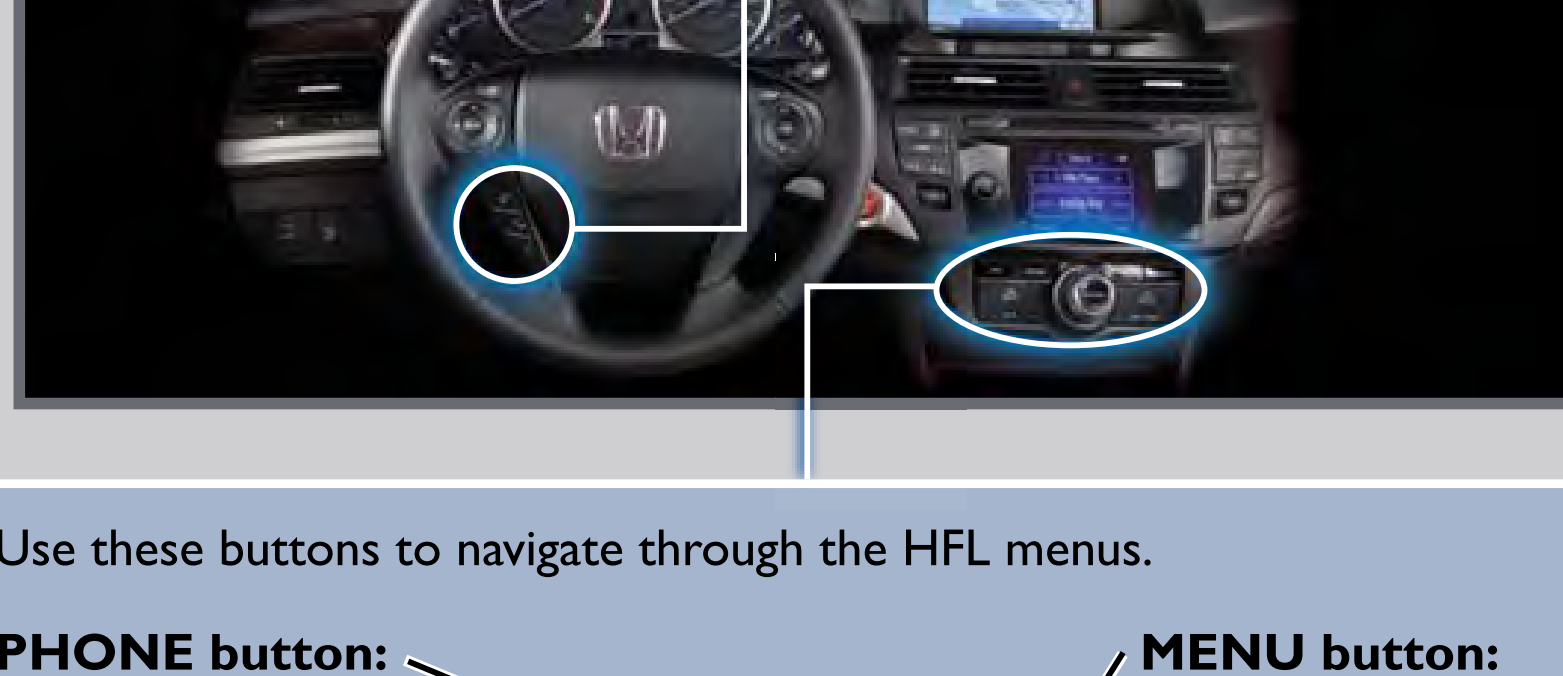 Use these buttons to navigate through the HFL menus.
PHONE button:
MENU button: